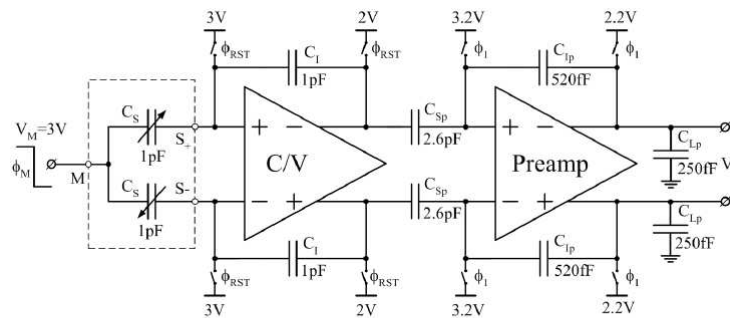 3V 2V 3.2V 2.2V
ϕRST CI ϕRST ϕ1 CIp ϕ1
1pF 520fF
VM=3V CS S+ CSp
1pF 2.6pF CLp
ϕM M C/V Preamp 250fF V
CS S- CSp
1pF 2.6pF CLp
250fF
CI CIp
ϕRST 1pF ϕRST ϕ1 520fF ϕ1
3V 2V 3.2V 2.2V